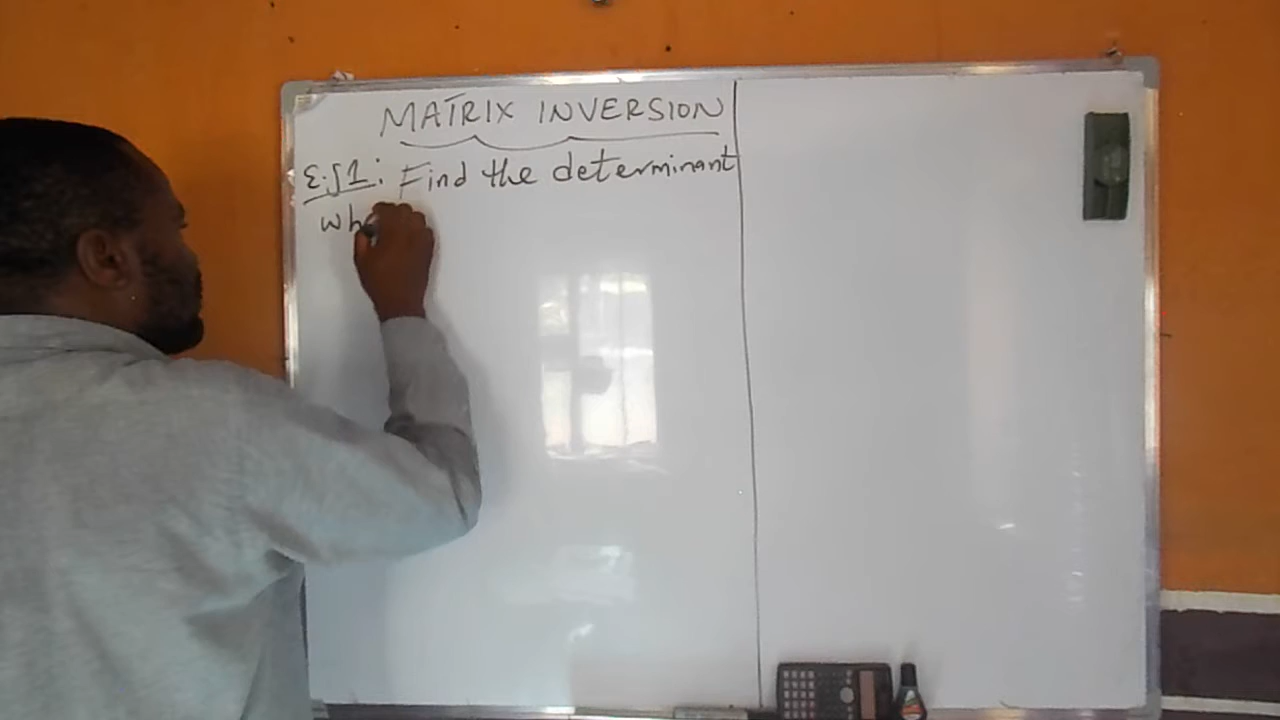 MATRIX INVERSION
E.g 1: Find the determinant